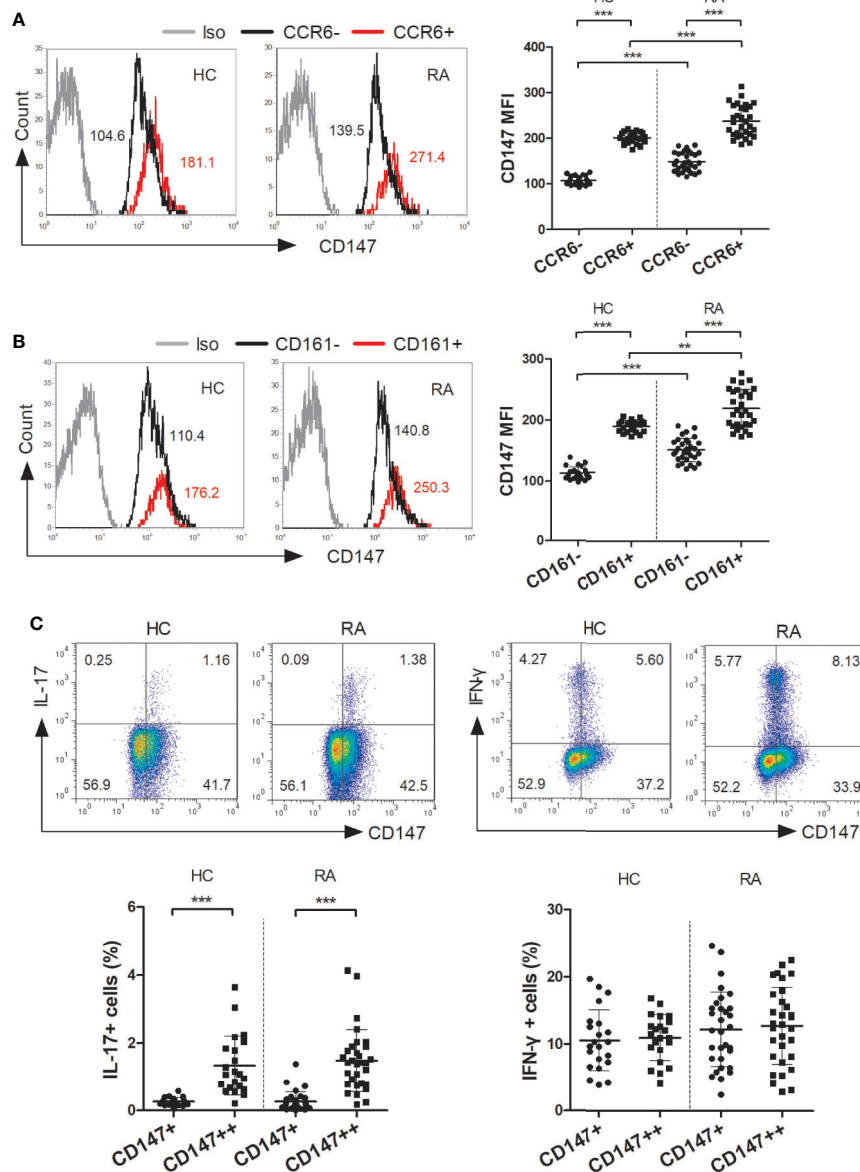 A
Iso CCR6- CCR6+
HC
104.6
181.1
RA
139.5
271.4
Count
CD147
HC RA
*** ***
***
***
CD147 MFI
400
300
200
100
0
CCR6- CCR6+ CCR6- CCR6+
B
Iso CD161- CD161+
HC
110.4
176.2
RA
140.8
250.3
Count
CD147
HC RA
*** ***
**
***
CD147 MFI
300
200
100
0
CD161- CD161+ CD161- CD161+
C
HC RA
0.25 1.16
56.9 41.7
0.09 1.38
56.1 42.5
IL-17
CD147
HC RA
4.27 5.60
52.9 37.2
5.77 8.13
52.2 33.9
IFN-γ
CD147
HC RA
*** ***
IL-17+ cells (%)
6
4
2
0
CD147+ CD147++ CD147+ CD147++
HC RA
IFN-γ + cells (%)
30
20
10
0
CD147+ CD147++ CD147+ CD147++